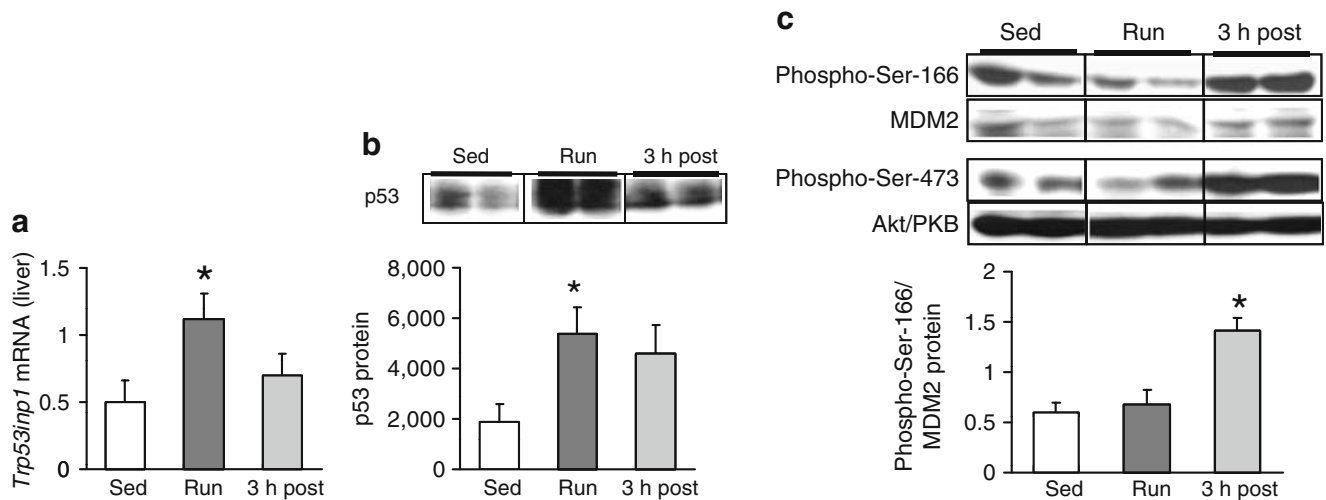 a
Trp53inp1 mRNA (liver)
1.5
1
0.5
0
*
Sed Run 3 h post
b
Sed Run 3 h post
p53
p53 protein
8,000
6,000
4,000
2,000
0
*
Sed Run 3 h post
c
Sed Run 3 h post
Phospho-Ser-166
MDM2
Phospho-Ser-473
Akt/PKB
Phospho-Ser-166/
MDM2 protein
2
1.5
1
0.5
0
*
Sed Run 3 h post